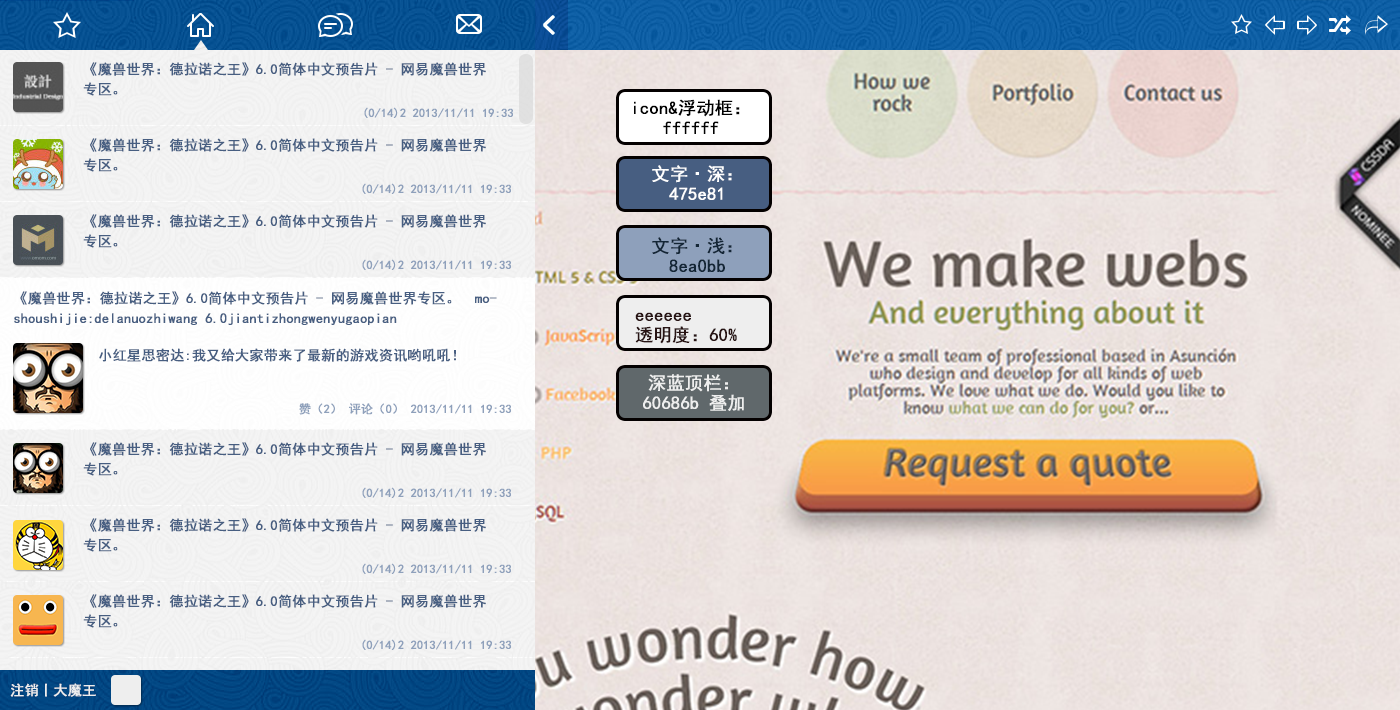 設計
Industrial Design
《魔兽世界：德拉诺之王》6.0简体中文预告片 - 网易魔兽世界
专区。
(0/14)2 2013/11/11 19:33
《魔兽世界：德拉诺之王》6.0简体中文预告片 - 网易魔兽世界
专区。
(0/14)2 2013/11/11 19:33
《魔兽世界：德拉诺之王》6.0简体中文预告片 - 网易魔兽世界
专区。
(0/14)2 2013/11/11 19:33
《魔兽世界：德拉诺之王》6.0简体中文预告片 - 网易魔兽世界专区。 mo-
shoushijie:delanuozhiwang 6.0jiantizhongwenyugaopian
小红星思密达:我又给大家带来了最新的游戏资讯哟吼吼！
赞（2） 评论（0） 2013/11/11 19:33
《魔兽世界：德拉诺之王》6.0简体中文预告片 - 网易魔兽世界
专区。
(0/14)2 2013/11/11 19:33
《魔兽世界：德拉诺之王》6.0简体中文预告片 - 网易魔兽世界
专区。
(0/14)2 2013/11/11 19:33
《魔兽世界：德拉诺之王》6.0简体中文预告片 - 网易魔兽世界
专区。
(0/14)2 2013/11/11 19:33
注销丨大魔王
icon&浮动框：
ffffff
文字·深：
475e81
文字·浅：
8ea0bb
eeeeee
透明度：60%
深蓝顶栏：
60686b 叠加
TML 5 & CSS
JavaScrip
Facebook
PHP
SQL
How we
rock
Portfolio
Contact us
CSSDA
NOMINEE
We make webs
And everything about it
We're a small team of professional based in Asunción
who design and develop for all kinds of web
platforms. We love what we do. Would you like to
know what we can do for you? or...
Request a quote
u wonder how